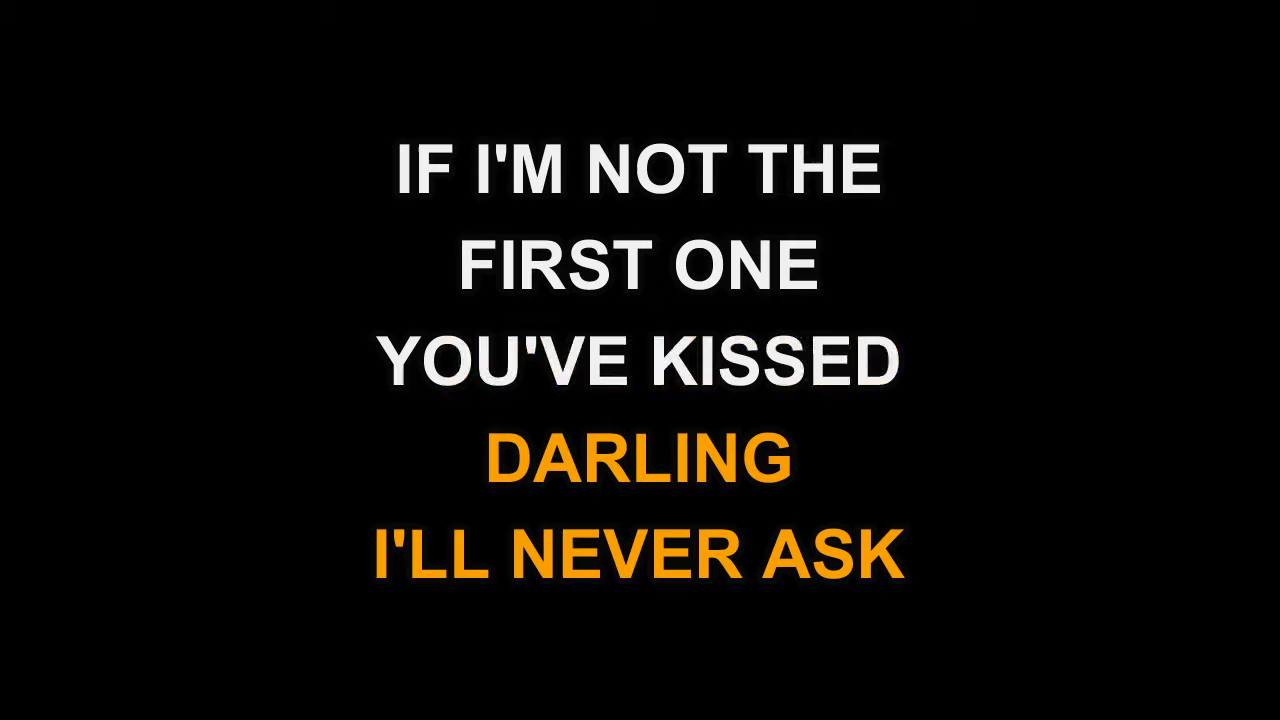 IF I'M NOT THE
FIRST ONE
YOU'VE KISSED
DARLING
I'LL NEVER ASK